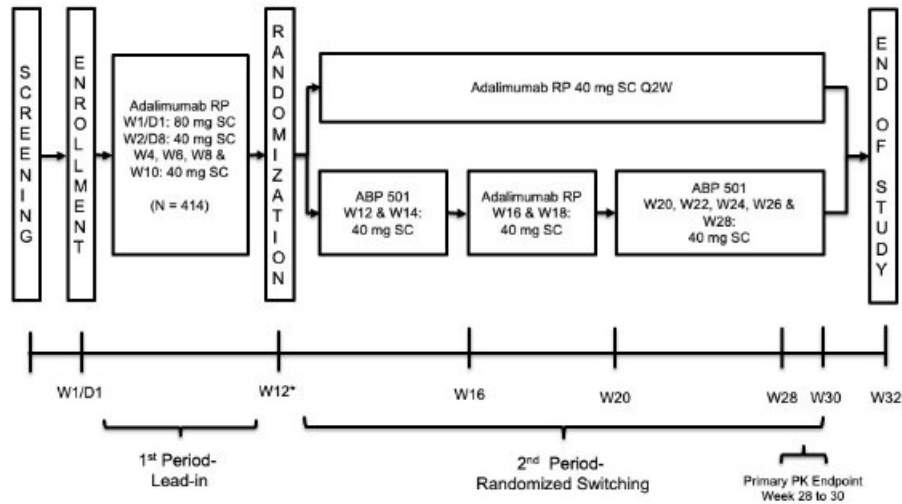 SCREENING
ENROLLMENT
Adalimumab RP
W1/D1: 80 mg SC
W2/D8: 40 mg SC
W4, W6, W8 &
W10: 40 mg SC
(N = 414)
RANDOMIZATION
Adalimumab RP 40 mg SC Q2W
ABP 501
W12 & W14:
40 mg SC
Adalimumab RP
W16 & W18:
40 mg SC
ABP 501
W20, W22, W24, W26 &
W28:
40 mg SC
END OF STUDY
W1/D1
W12*
W16
W20
W28
W30
W32
1st Period-
Lead-in
2nd Period-
Randomized Switching
Primary PK Endpoint
Week 28 to 30